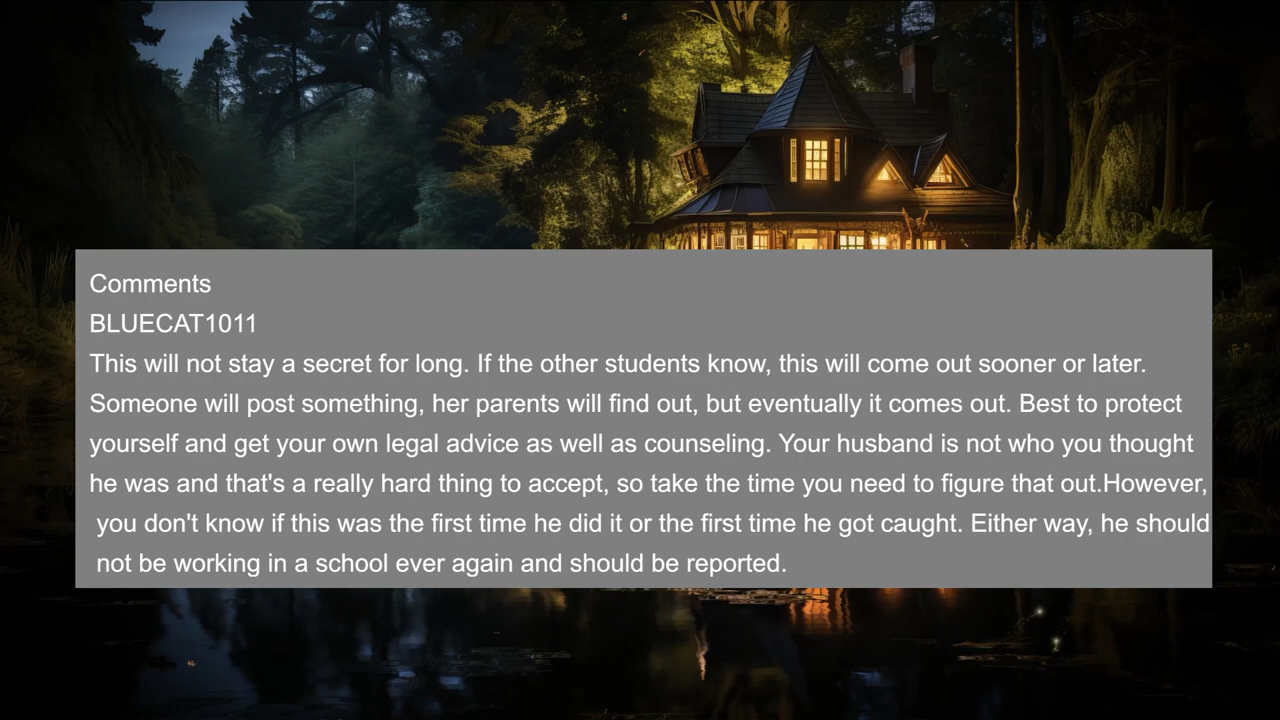 Comments
BLUECAT1011
This will not stay a secret for long. If the other students know, this will come out sooner or later.
Someone will post something, her parents will find out, but eventually it comes out. Best to protect
yourself and get your own legal advice as well as counseling. Your husband is not who you thought
he was and that's a really hard thing to accept, so take the time you need to figure that out.However,
you don't know if this was the first time he did it or the first time he got caught. Either way, he should
not be working in a school ever again and should be reported.